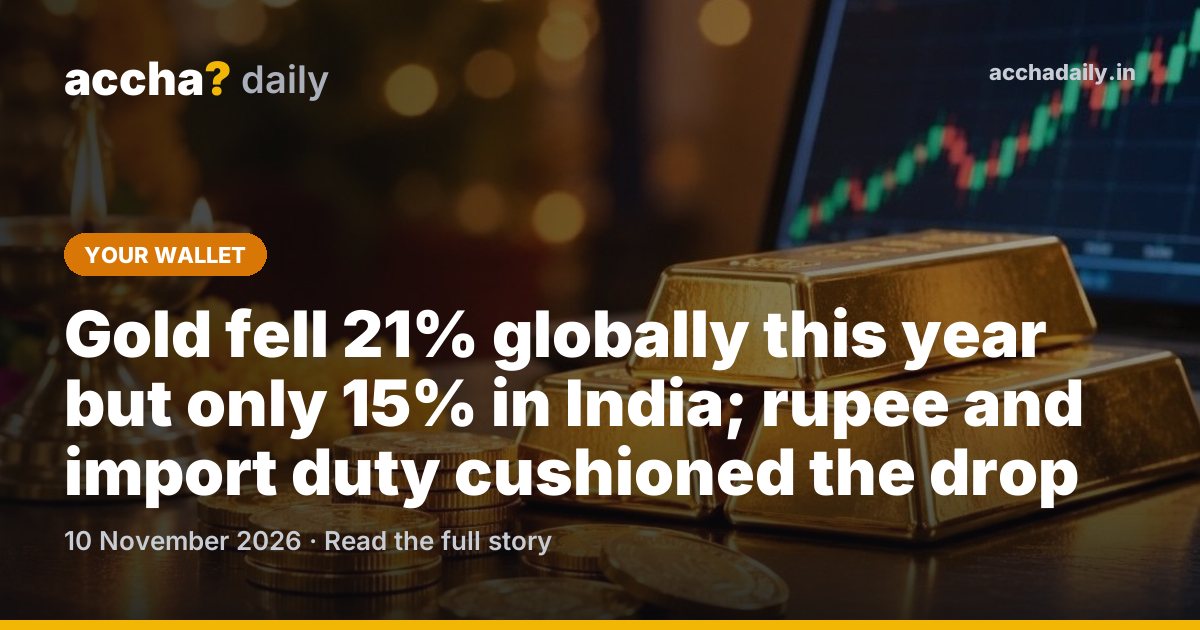 accha? daily
acchadaily.in
YOUR WALLET
Gold fell 21% globally this year
but only 15% in India; rupee and
import duty cushioned the drop
10 November 2026 · Read the full story